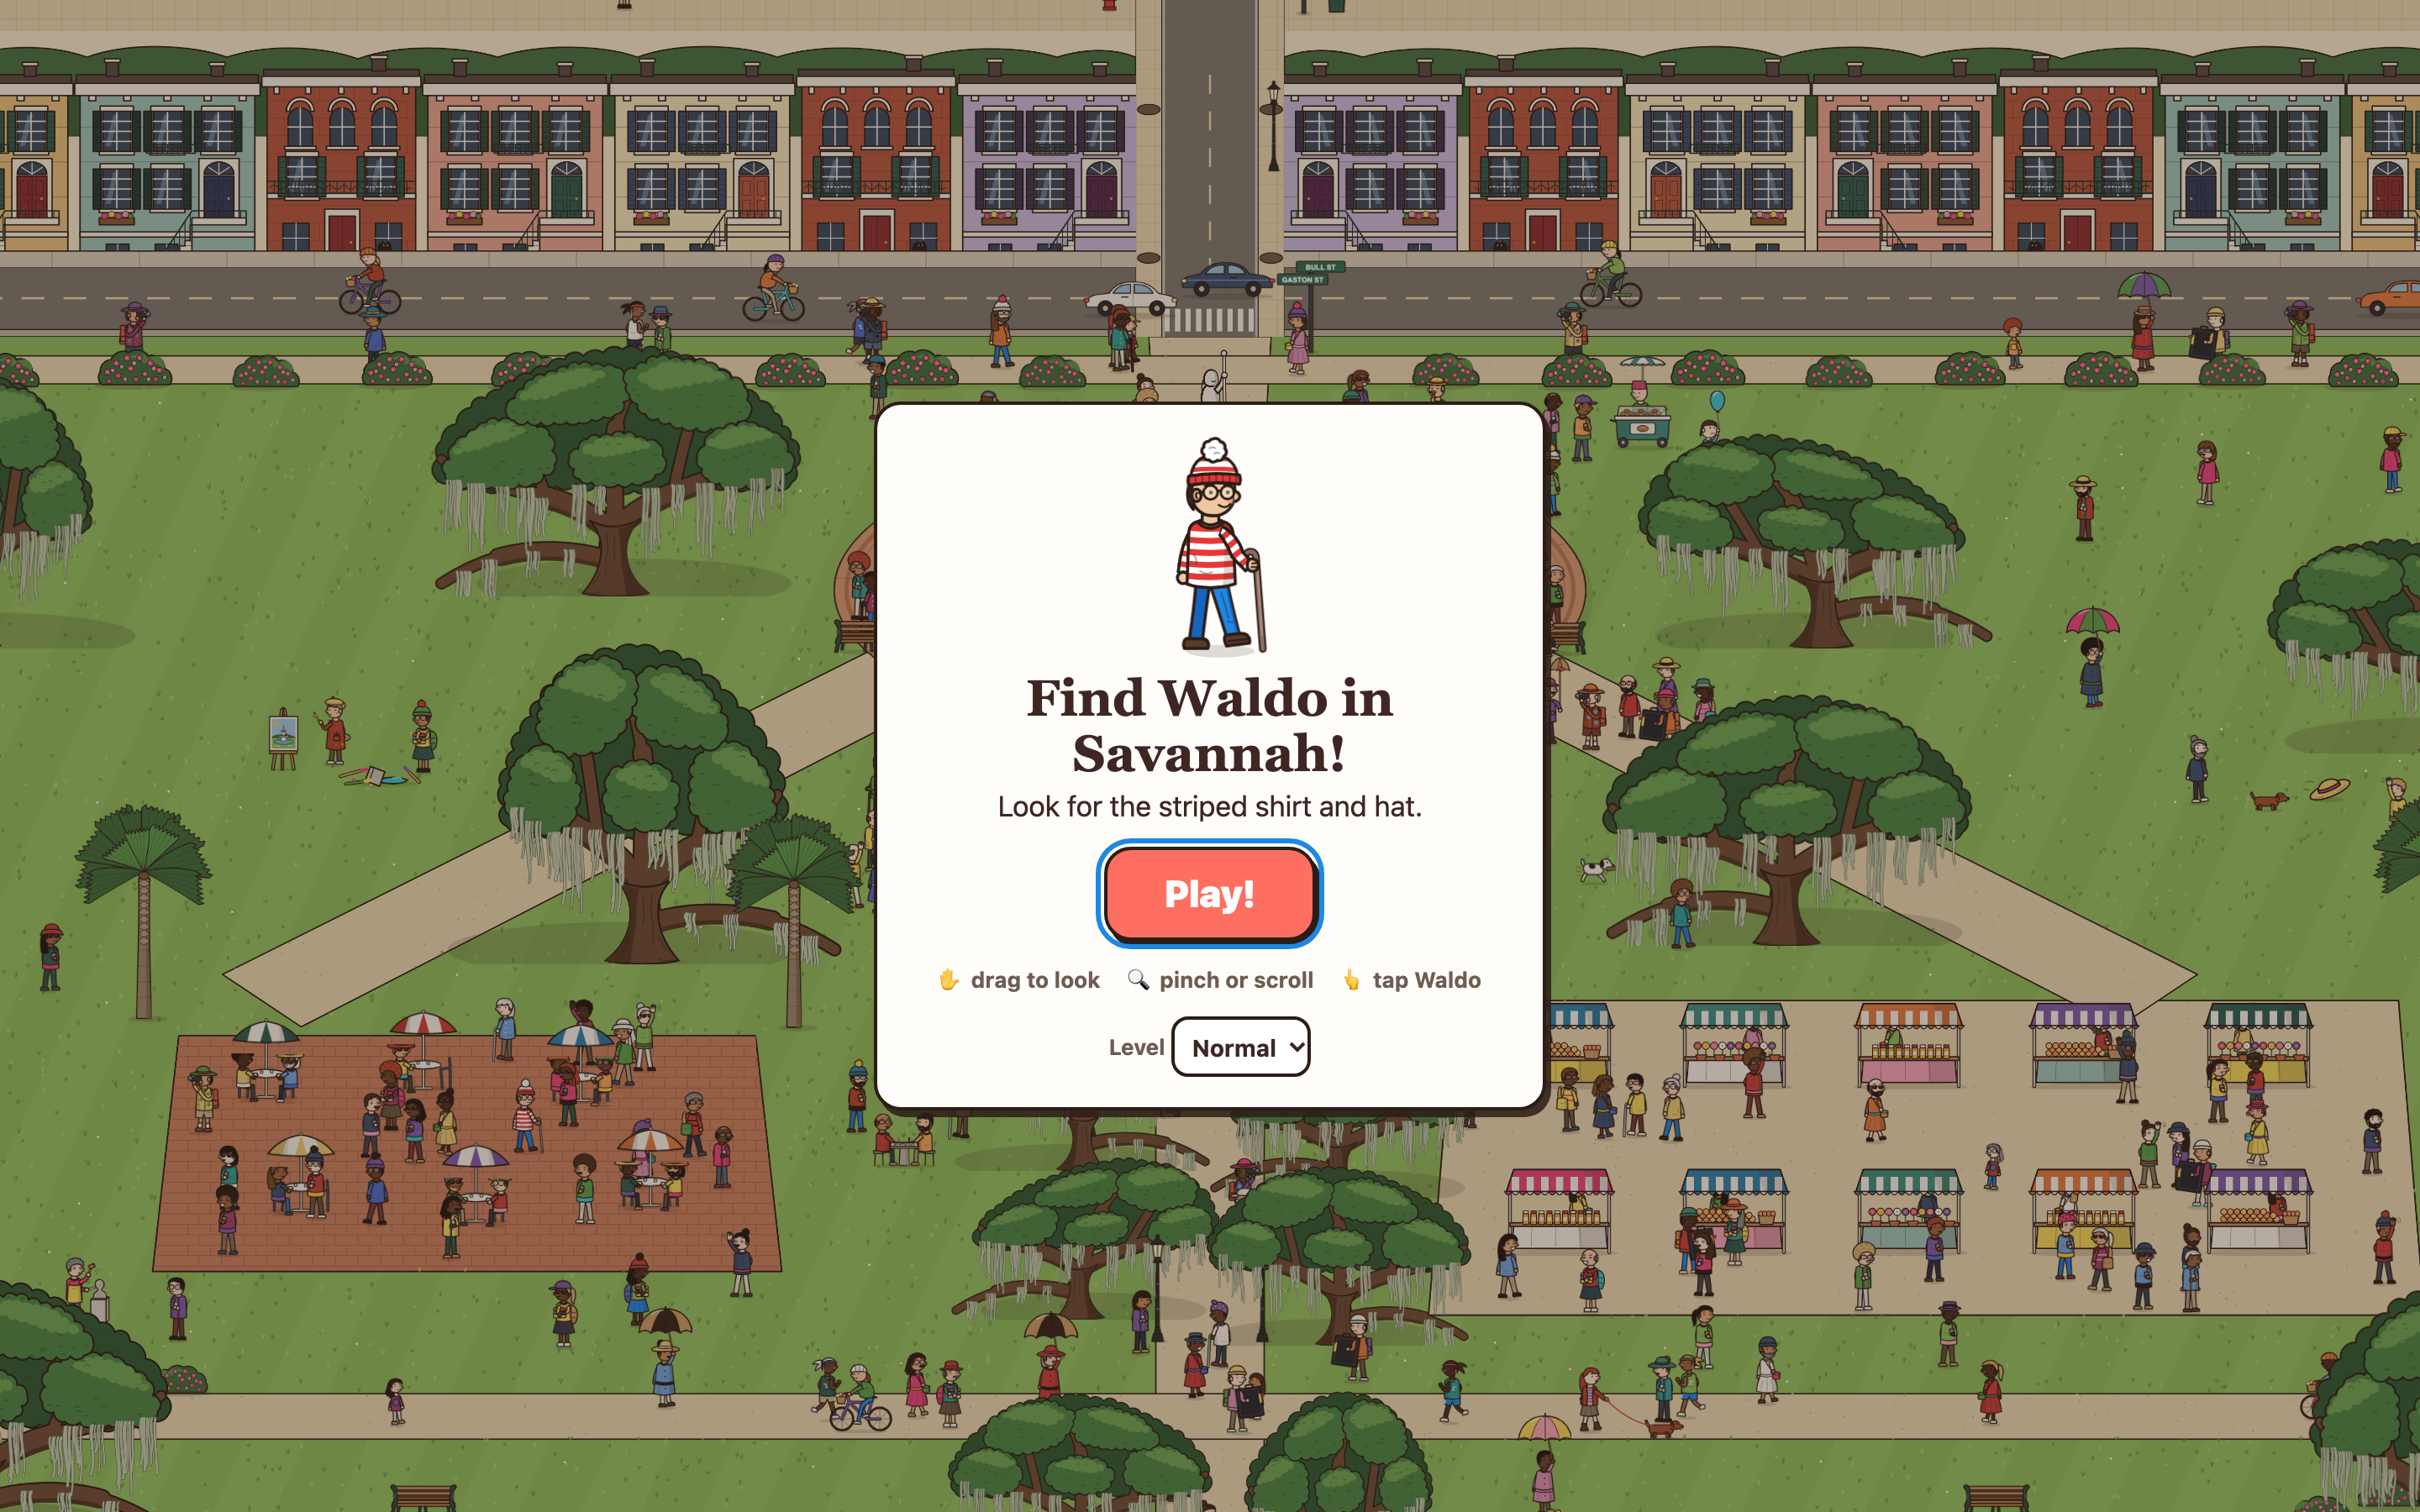 BULL ST
GASTON ST
Find Waldo in
Savannah!
Look for the striped shirt and hat.
Play!
drag to look pinch or scroll tap Waldo
Level Normal